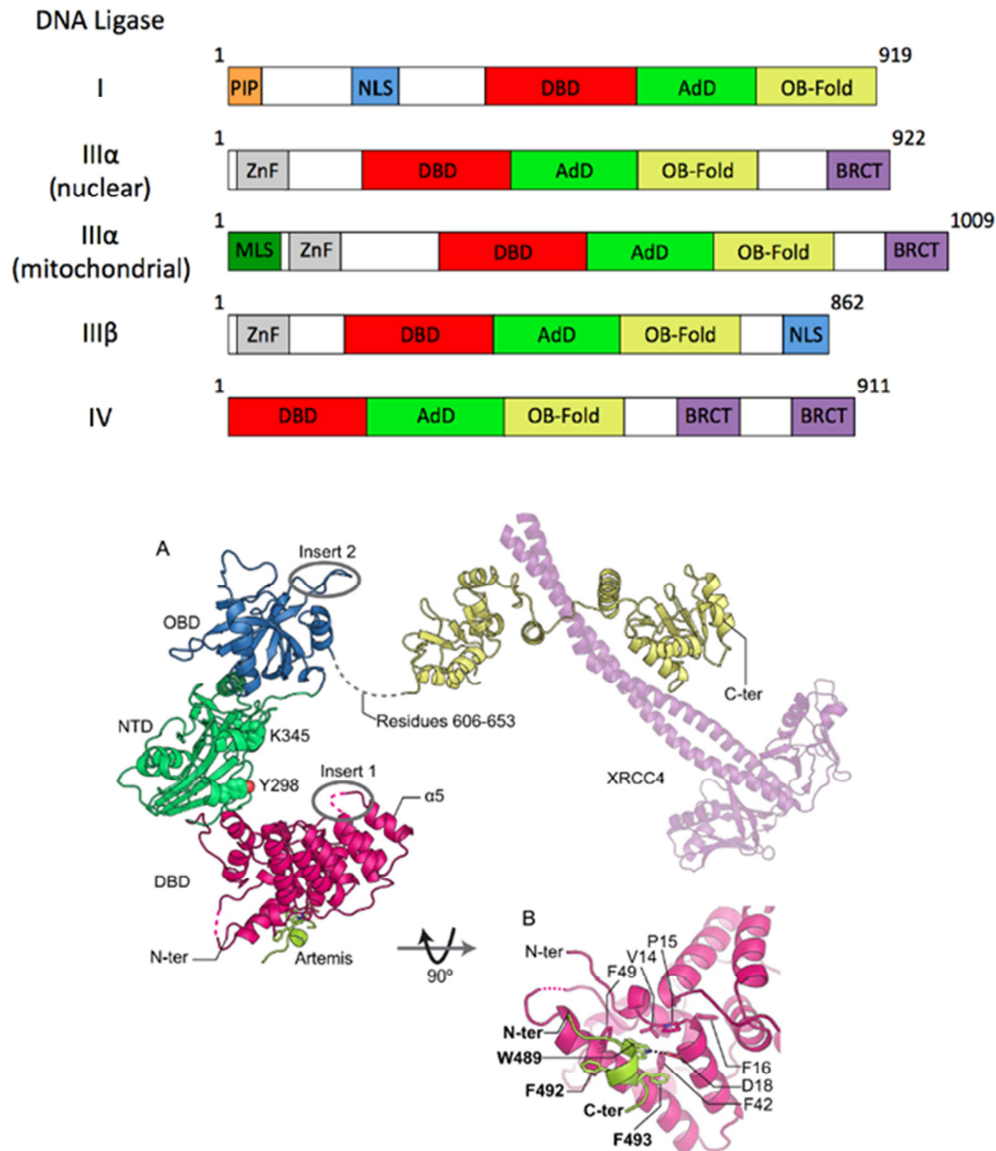 DNA Ligase
1 919
I PIP NLS DBD AdD OB-Fold
1 922
IIIα
(nuclear)
ZnF DBD AdD OB-Fold BRCT
1 1009
IIIα
(mitochondrial)
MLS ZnF DBD AdD OB-Fold BRCT
1 862
IIIβ ZnF DBD AdD OB-Fold NLS
1 911
IV DBD AdD OB-Fold BRCT BRCT
A
Insert 2
OBD
C-ter
Residues 606-653
NTD
K345
XRCC4
Y298
Insert 1
α5
DBD
N-ter
Artemis
90º
B
N-ter
P15
V14
F49
N-ter
W489
F16
D18
F492
F42
C-ter
F493